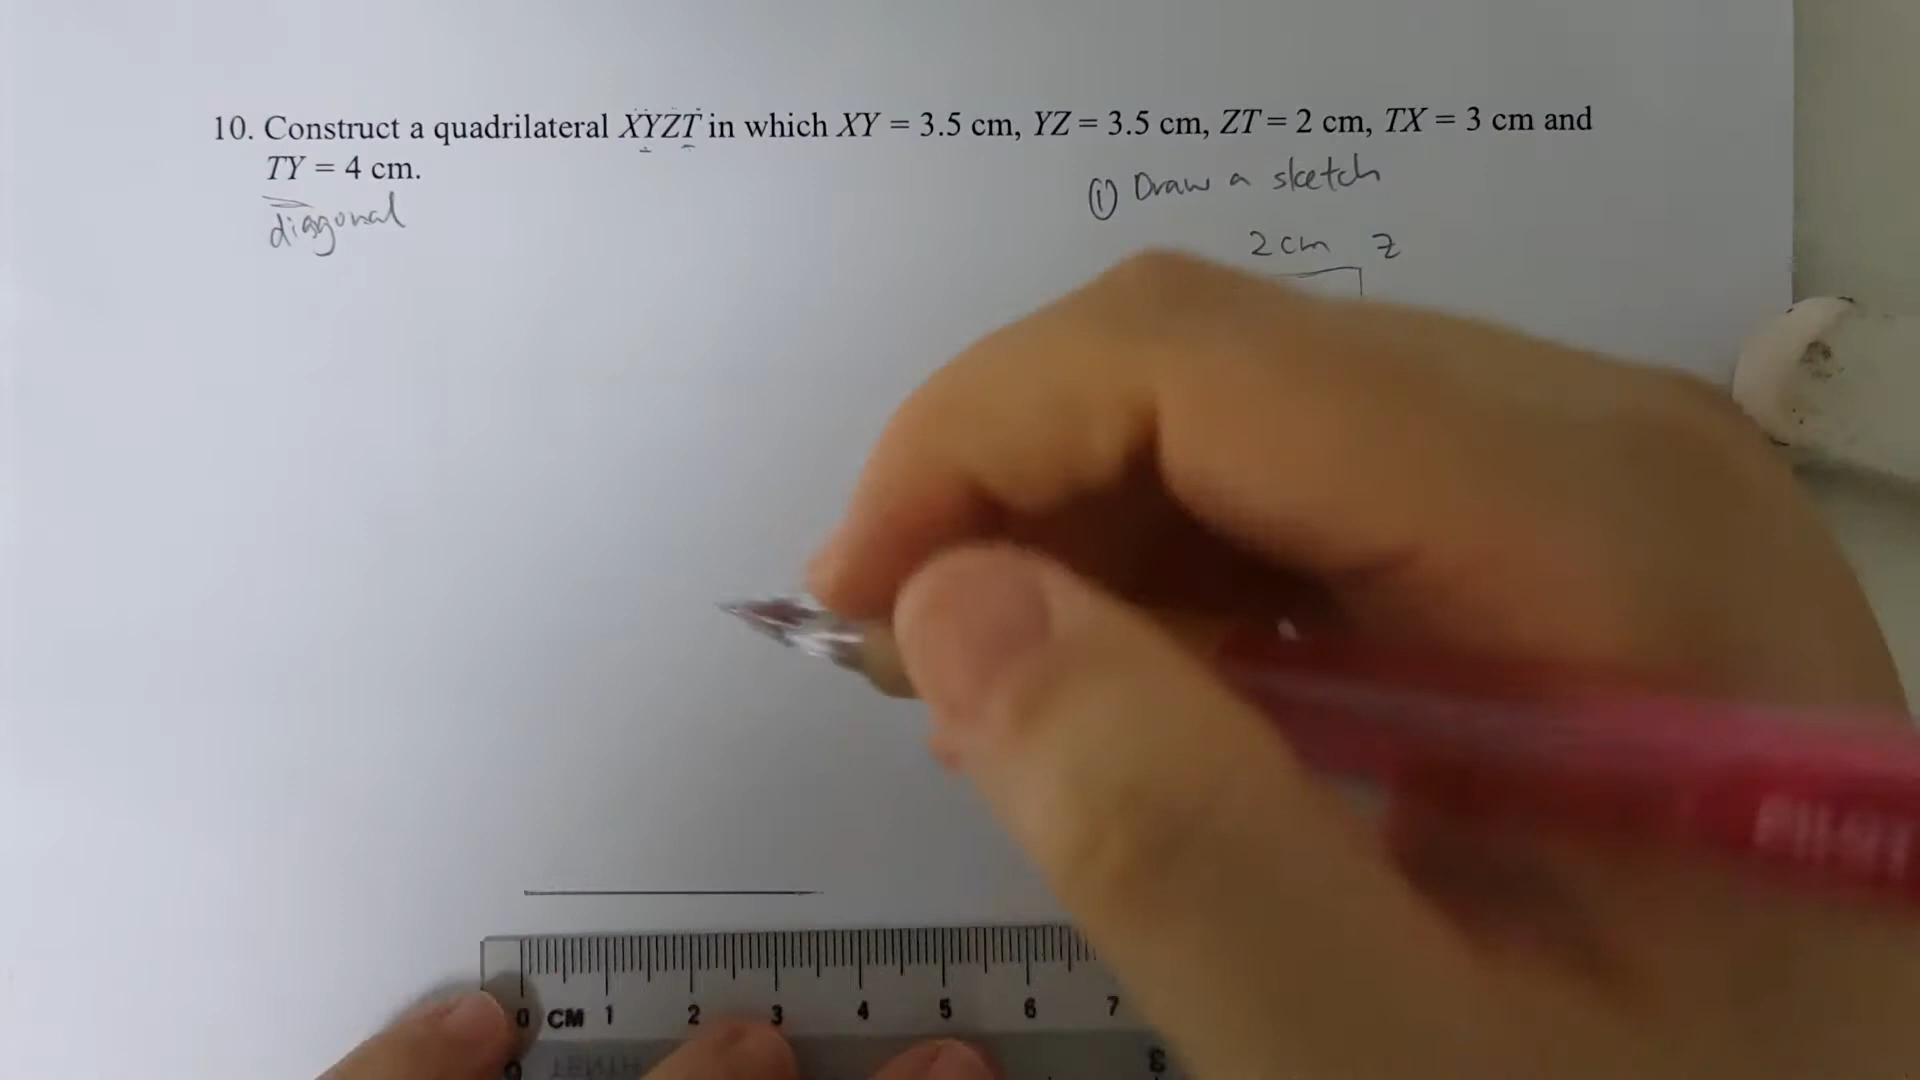 10. Construct a quadrilateral XYZT in which XY = 3.5 cm, YZ = 3.5 cm, ZT = 2 cm, TX = 3 cm and
TY = 4 cm.
diagonal
① Draw a sketch
2 cm Z
0 CM 1 2 3 4 5 6 7